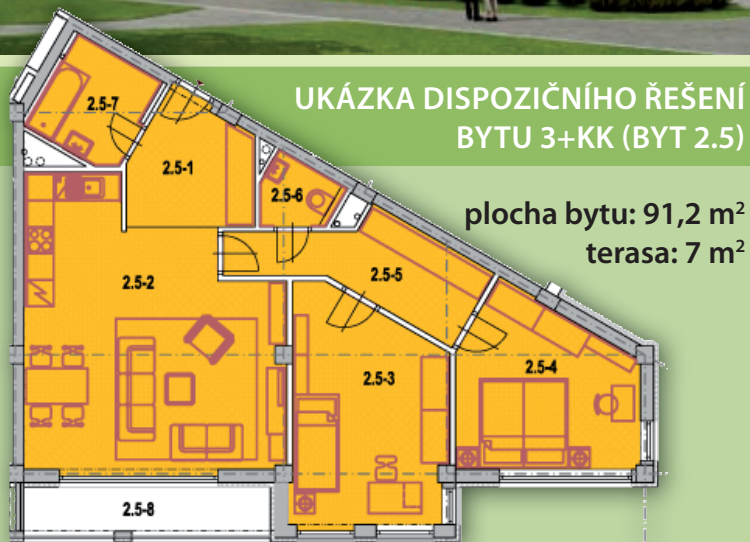 UKÁZKA DISPOZIČNÍHO ŘEŠENÍ
BYTU 3+KK (BYT 2.5)
plocha bytu: 91,2 m²
terasa: 7 m²
2.5-7
2.5-1
2.5-6
2.5-2
2.5-5
2.5-3
2.5-4
2.5-8